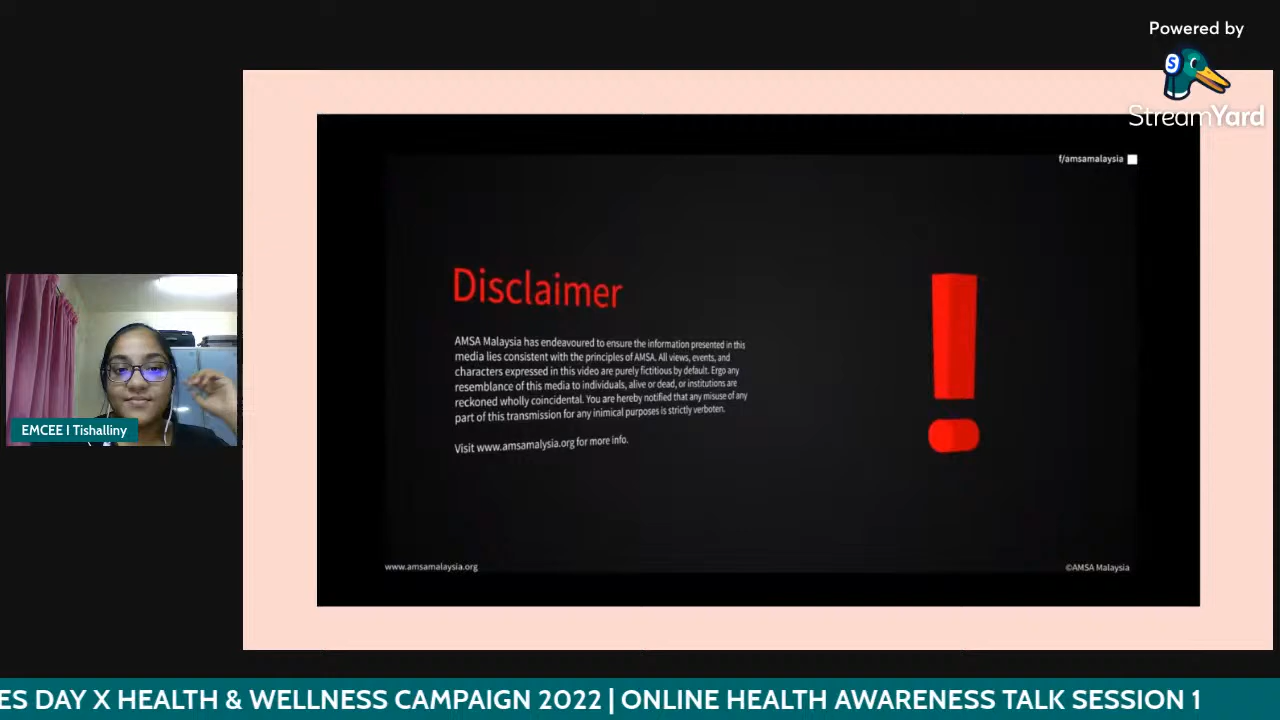 Powered by
StreamYard
f/amsamalaysia
Disclaimer
AMSA Malaysia has endeavoured to ensure the information presented in this
media lies consistent with the principles of AMSA. All views, events, and
characters expressed in this video are purely fictitious by default. Ergo any
resemblance of this media to individuals, alive or dead, or institutions are
reckoned wholly coincidental. You are hereby notified that any misuse of any
part of this transmission for any inimical purposes is strictly verboten.
Visit www.amsamalysia.org for more info.
!
EMCEE I Tishalliny
www.amsamalaysia.org
©AMSA Malaysia
ES DAY X HEALTH & WELLNESS CAMPAIGN 2022 | ONLINE HEALTH AWARENESS TALK SESSION 1